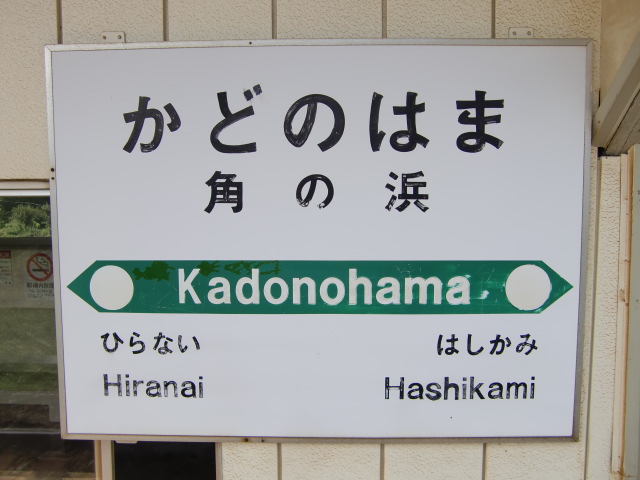 かどのはま
角の浜
Kadonohama
ひらない はしかみ
Hiranai Hashikami